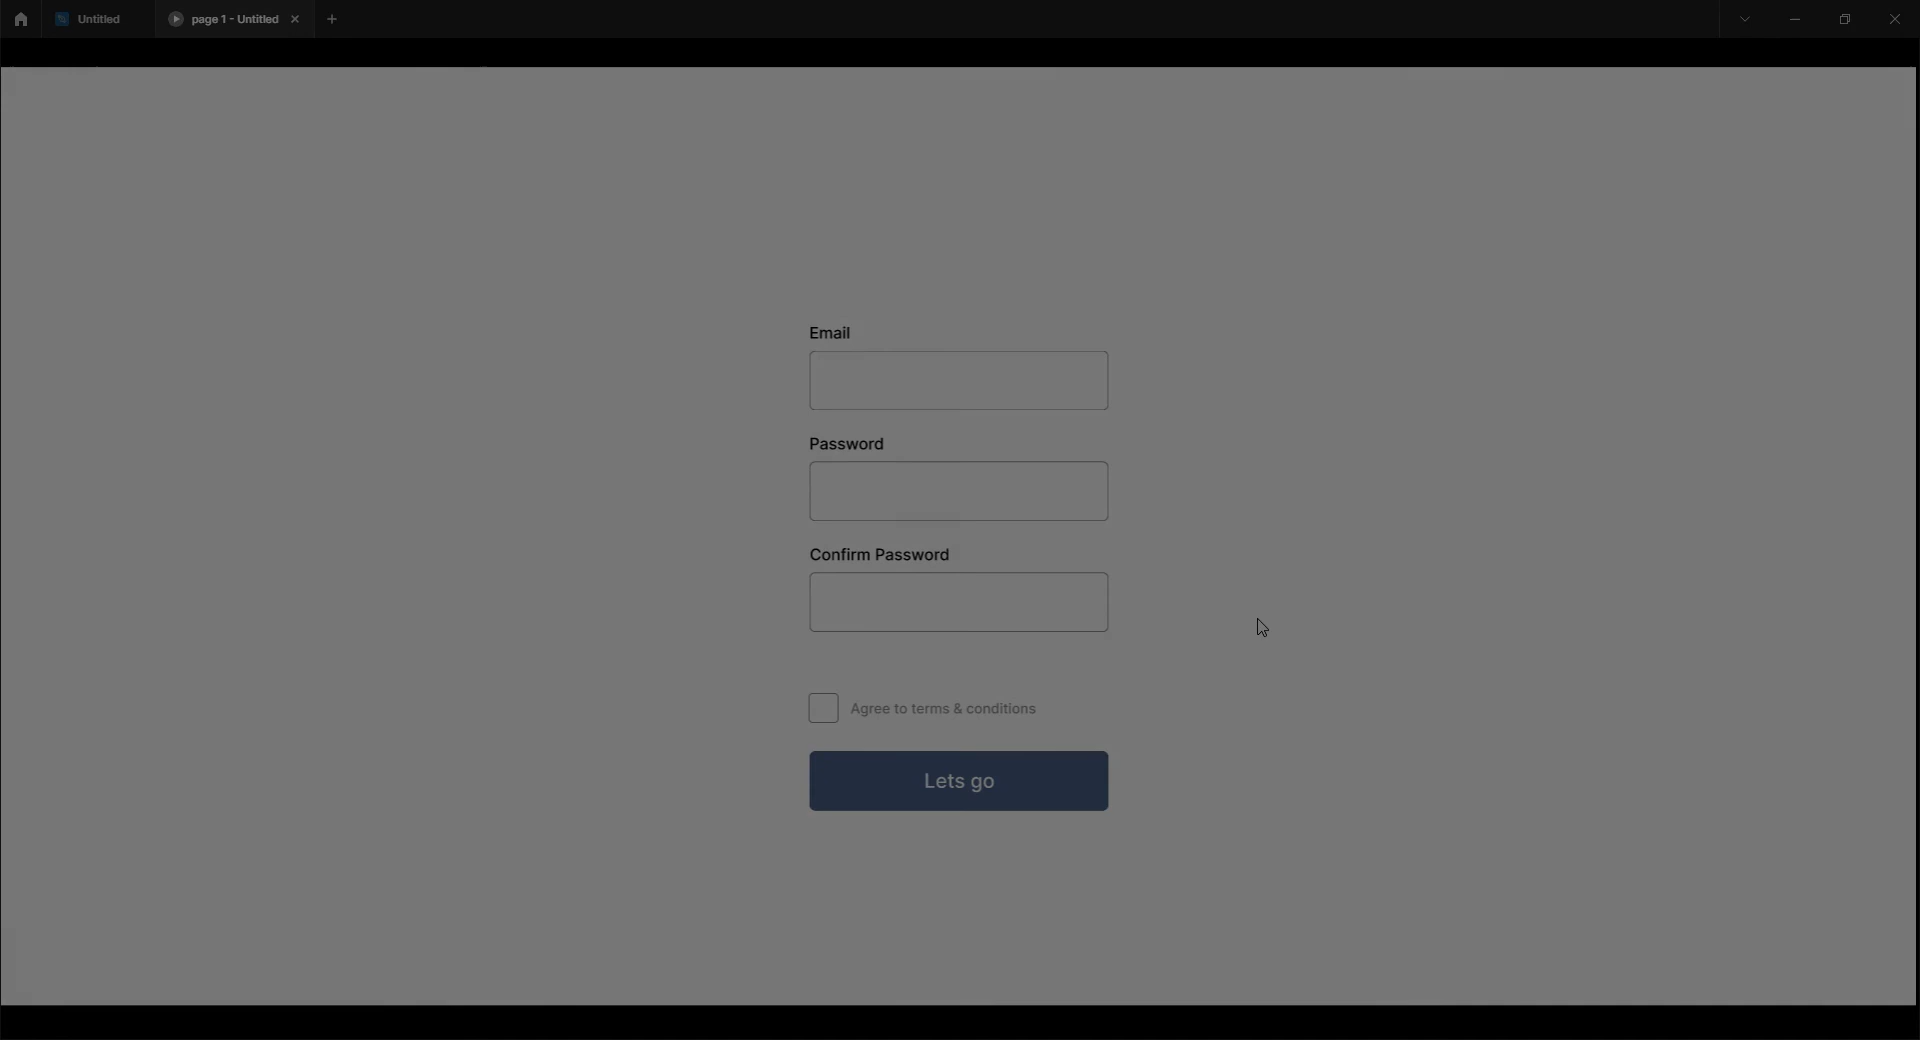 Untitled
page 1 - Untitled
Email
Password
Confirm Password
Agree to terms & conditions
Lets go